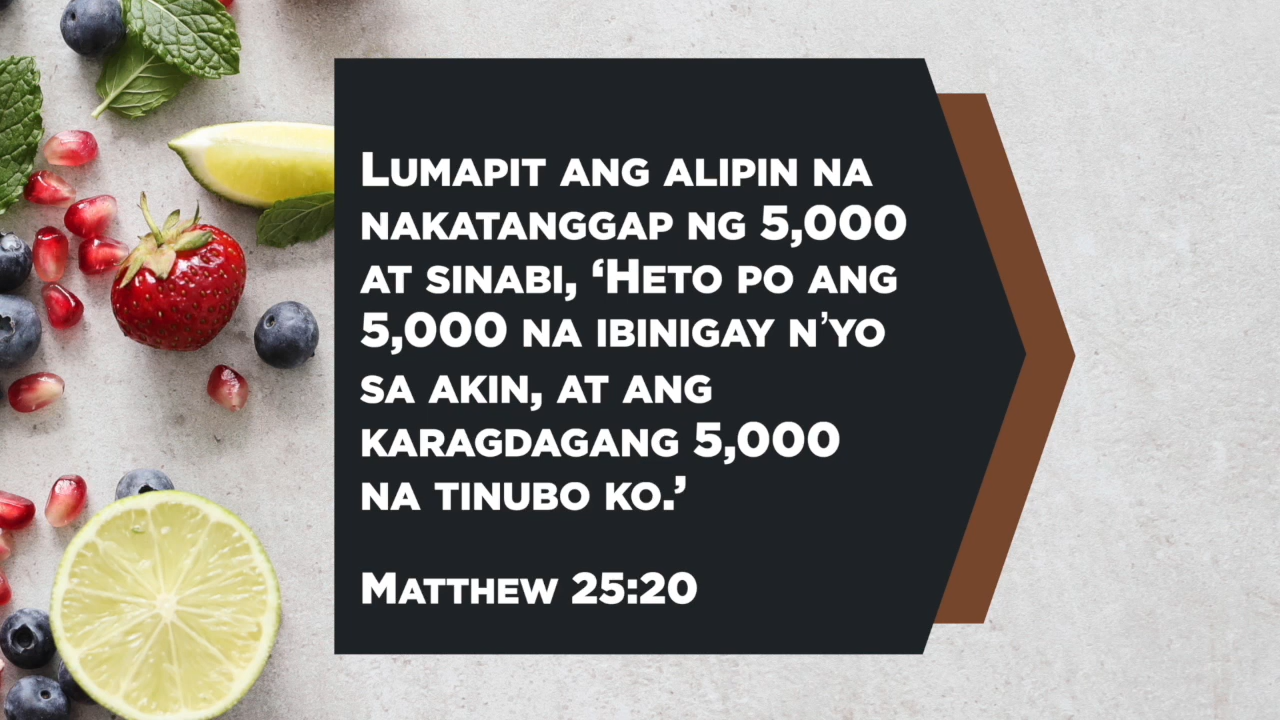 Lumapit ang alipin na
nakatanggap ng 5,000
at sinabi, ‘Heto po ang
5,000 na ibinigay n’yo
sa akin, at ang
karagdagang 5,000
na tinubo ko.’
Matthew 25:20